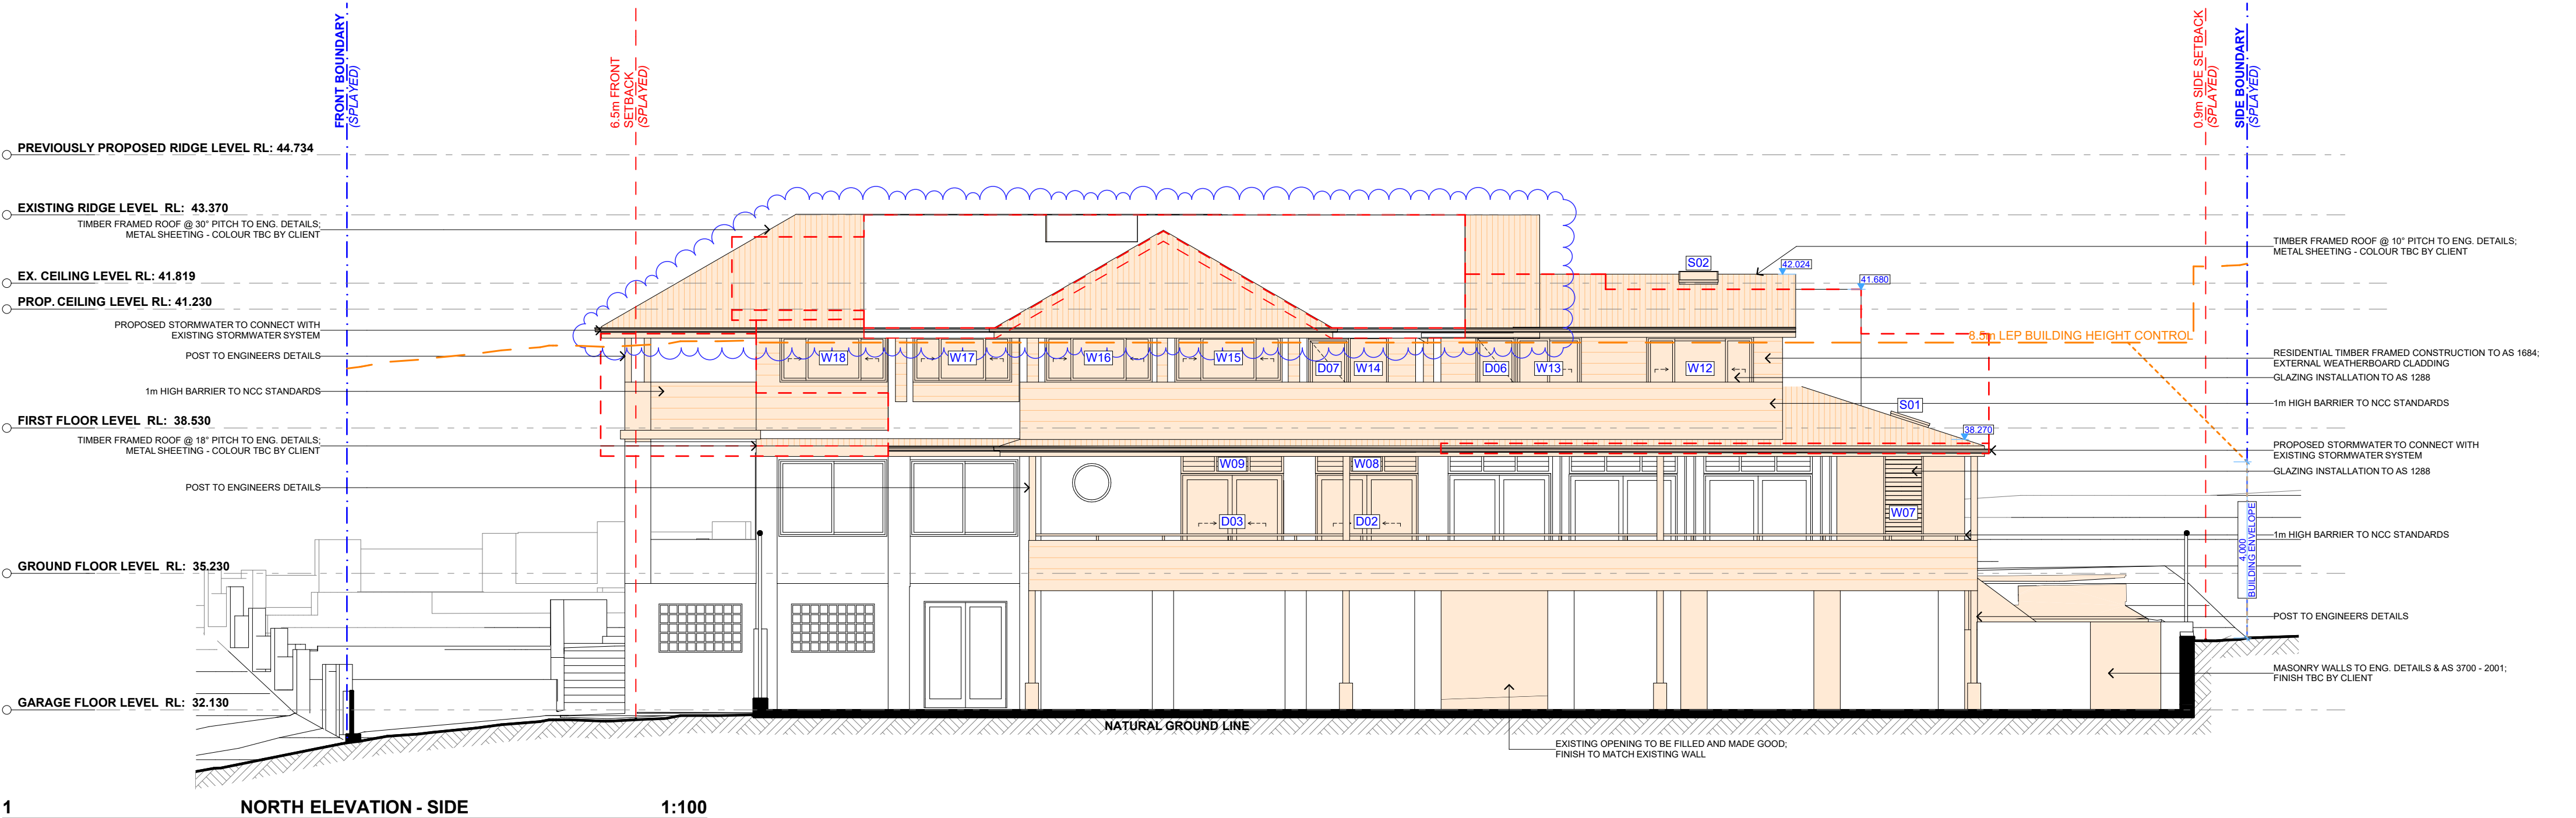 FRONT BOUNDARY
(SPLAYED)
6.5m FRONT
SETBACK
(SPLAYED)
0.9m SIDE SETBACK
(SPLAYED)
SIDE BOUNDARY
(SPLAYED)
PREVIOUSLY PROPOSED RIDGE LEVEL RL: 44.734
EXISTING RIDGE LEVEL RL: 43.370
TIMBER FRAMED ROOF @ 30° PITCH TO ENG. DETAILS;
METAL SHEETING - COLOUR TBC BY CLIENT
EX. CEILING LEVEL RL: 41.819
PROP. CEILING LEVEL RL: 41.230
PROPOSED STORMWATER TO CONNECT WITH
EXISTING STORMWATER SYSTEM
POST TO ENGINEERS DETAILS
1m HIGH BARRIER TO NCC STANDARDS
FIRST FLOOR LEVEL RL: 38.530
TIMBER FRAMED ROOF @ 18° PITCH TO ENG. DETAILS;
METAL SHEETING - COLOUR TBC BY CLIENT
POST TO ENGINEERS DETAILS
GROUND FLOOR LEVEL RL: 35.230
GARAGE FLOOR LEVEL RL: 32.130
S02
42.024
41.680
8.5m LEP BUILDING HEIGHT CONTROL
W18
W17
W16
W15
D07
W14
D06
W13
W12
S01
38.270
W09
W08
D03
D02
W07
4,000
BUILDING ENVELOPE
TIMBER FRAMED ROOF @ 10° PITCH TO ENG. DETAILS;
METAL SHEETING - COLOUR TBC BY CLIENT
RESIDENTIAL TIMBER FRAMED CONSTRUCTION TO AS 1684;
EXTERNAL WEATHERBOARD CLADDING
GLAZING INSTALLATION TO AS 1288
1m HIGH BARRIER TO NCC STANDARDS
PROPOSED STORMWATER TO CONNECT WITH
EXISTING STORMWATER SYSTEM
GLAZING INSTALLATION TO AS 1288
1m HIGH BARRIER TO NCC STANDARDS
POST TO ENGINEERS DETAILS
MASONRY WALLS TO ENG. DETAILS & AS 3700 - 2001;
FINISH TBC BY CLIENT
NATURAL GROUND LINE
EXISTING OPENING TO BE FILLED AND MADE GOOD;
FINISH TO MATCH EXISTING WALL
1 NORTH ELEVATION - SIDE 1:100